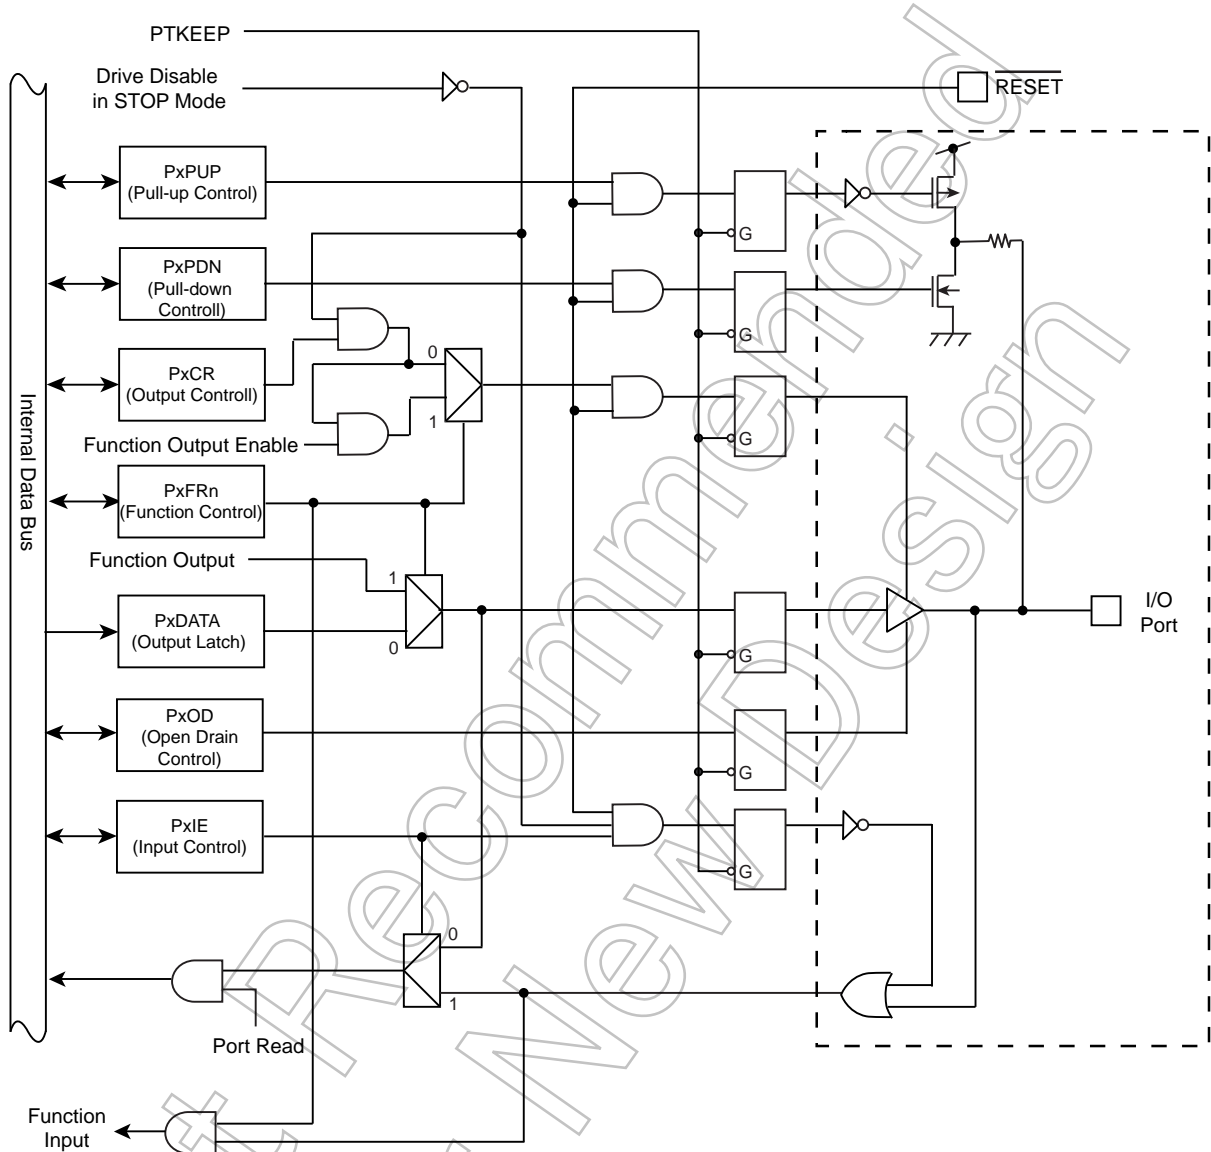 PTKEEP
Drive Disable
in STOP Mode
RESET
PxPUP
(Pull-up Control)
G
PxPDN
(Pull-down
Controll)
G
PxCR
(Output Controll)
0
1
G
Function Output Enable
Internal Data Bus
PxFRn
(Function Control)
Function Output
1
0
PxDATA
(Output Latch)
G
I/O
Port
PxOD
(Open Drain
Control)
G
PxIE
(Input Control)
G
0
1
Port Read
Function
Input
Recommended
New Design